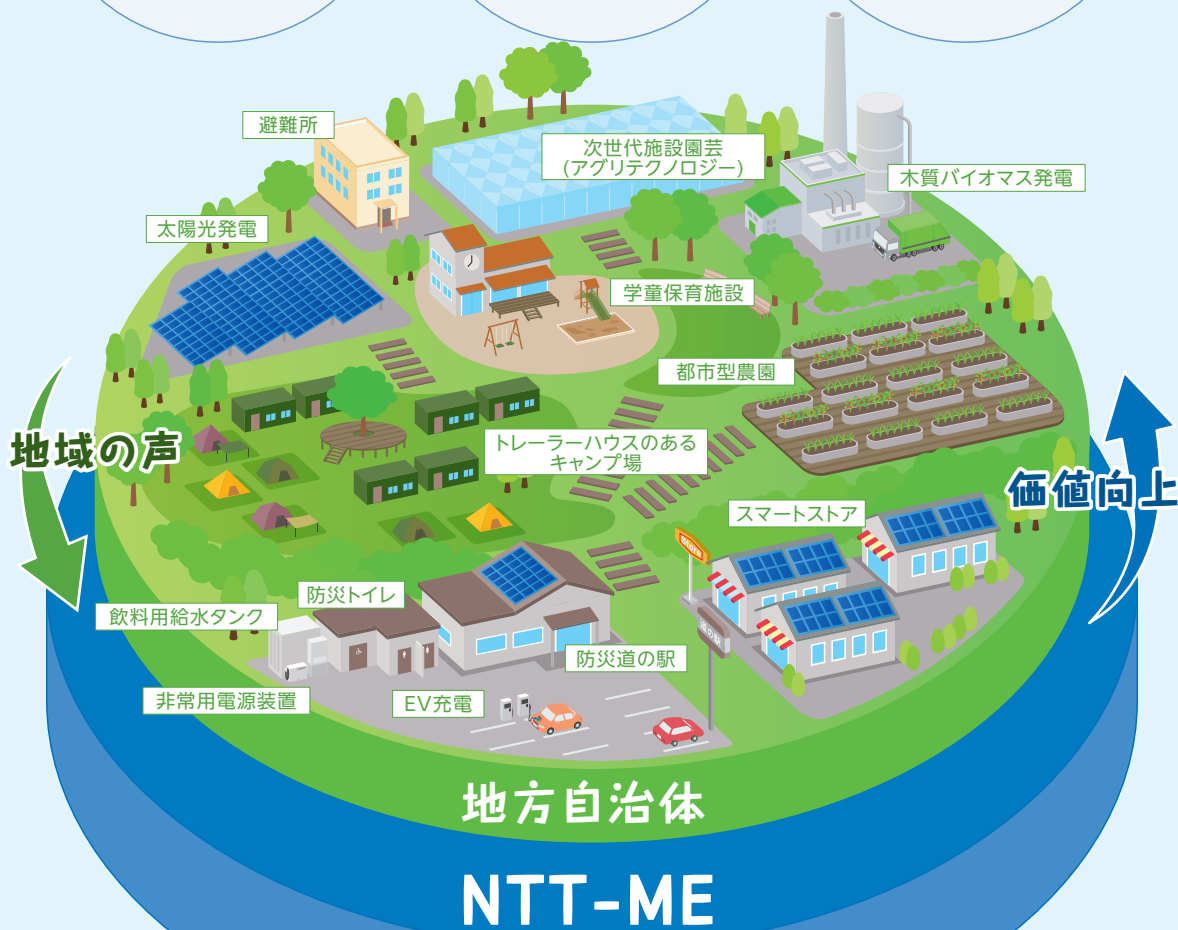 避難所
次世代施設園芸
(アグリテクノロジー)
木質バイオマス発電
太陽光発電
学童保育施設
都市型農園
地域の声
トレーラーハウスのある
キャンプ場
価値向上
スマートストア
Store
防災トイレ
飲料用給水タンク
道の駅
防災道の駅
非常用電源装置
EV充電
地方自治体
NTT-ME